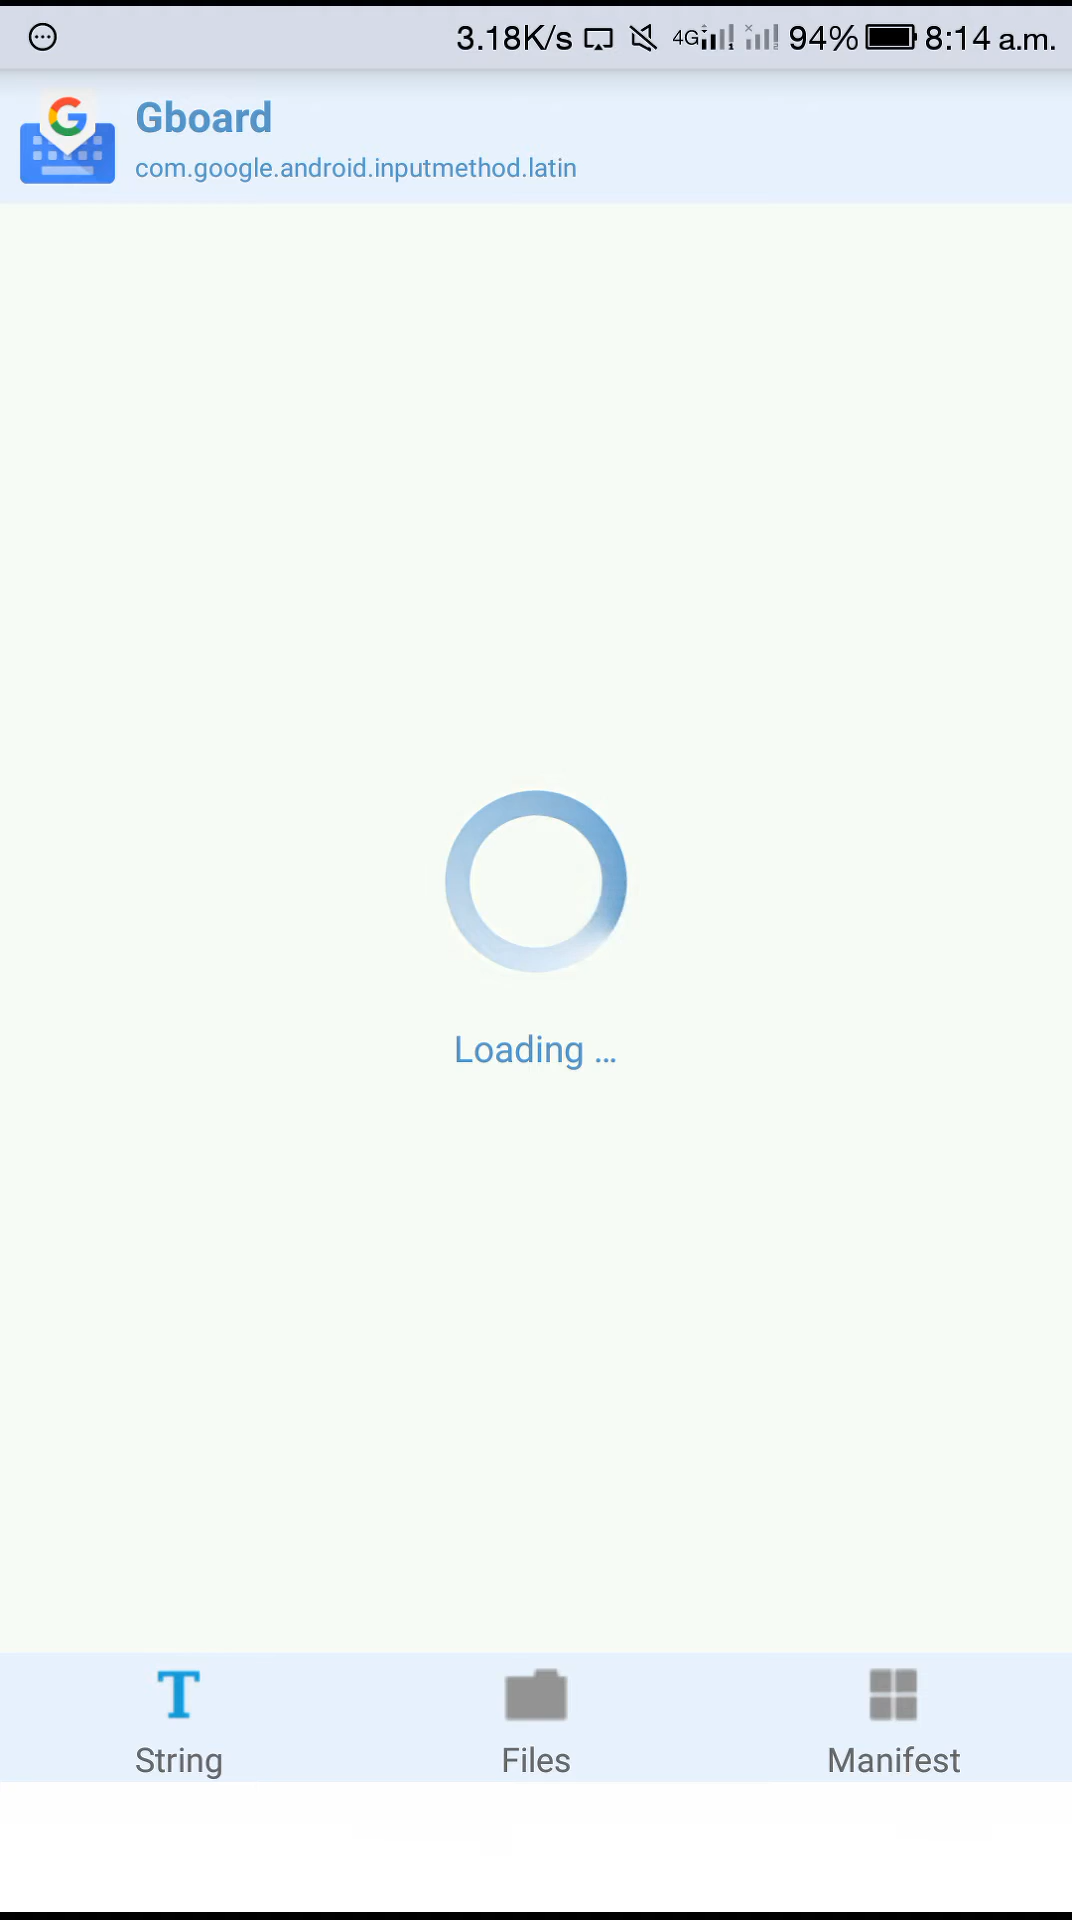 3.18K/s 4G 94% 8:14 a.m.
Gboard
com.google.android.inputmethod.latin
Loading ...
String Files Manifest